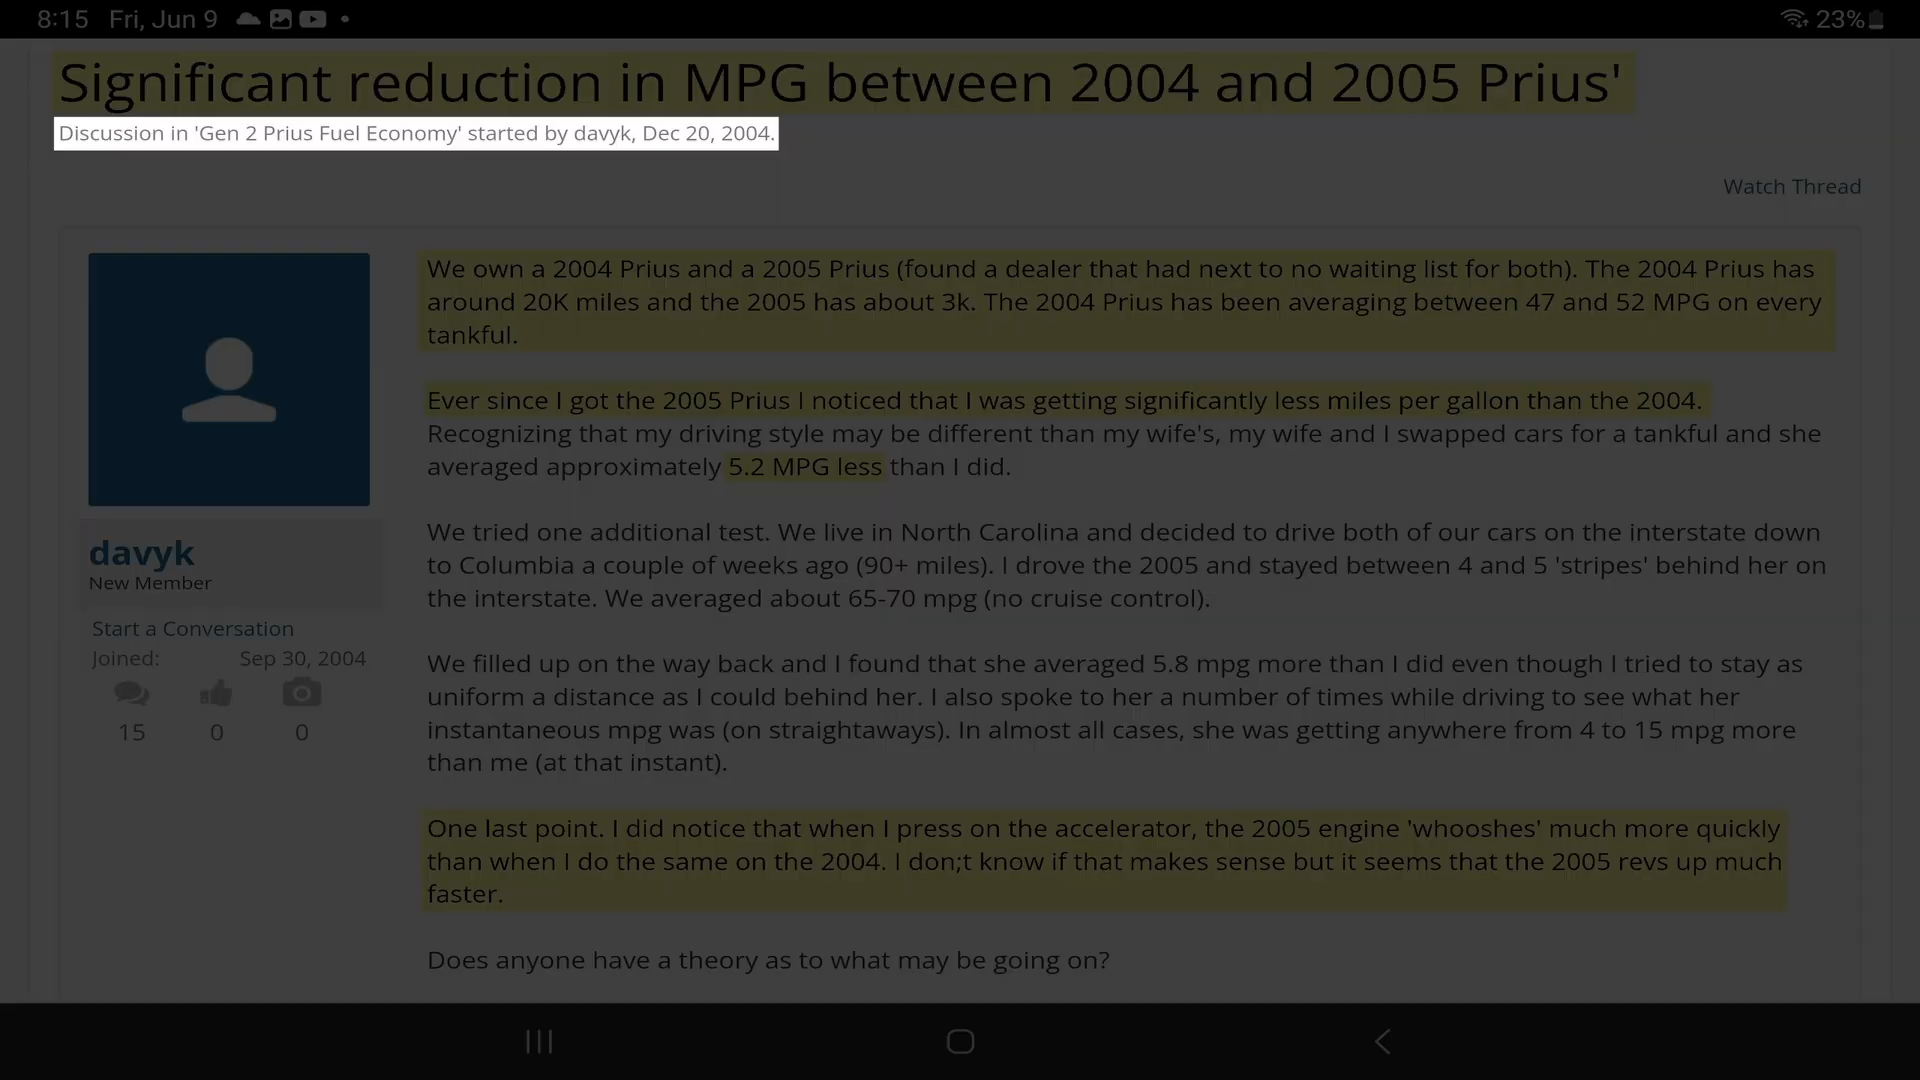 8:15 Fri, Jun 9
23%
Significant reduction in MPG between 2004 and 2005 Prius'
Discussion in 'Gen 2 Prius Fuel Economy' started by davyk, Dec 20, 2004.
Watch Thread
We own a 2004 Prius and a 2005 Prius (found a dealer that had next to no waiting list for both). The 2004 Prius has
around 20K miles and the 2005 has about 3k. The 2004 Prius has been averaging between 47 and 52 MPG on every
tankful.
Ever since I got the 2005 Prius I noticed that I was getting significantly less miles per gallon than the 2004.
Recognizing that my driving style may be different than my wife's, my wife and I swapped cars for a tankful and she
averaged approximately 5.2 MPG less than I did.
We tried one additional test. We live in North Carolina and decided to drive both of our cars on the interstate down
to Columbia a couple of weeks ago (90+ miles). I drove the 2005 and stayed between 4 and 5 'stripes' behind her on
the interstate. We averaged about 65-70 mpg (no cruise control).
We filled up on the way back and I found that she averaged 5.8 mpg more than I did even though I tried to stay as
uniform a distance as I could behind her. I also spoke to her a number of times while driving to see what her
instantaneous mpg was (on straightaways). In almost all cases, she was getting anywhere from 4 to 15 mpg more
than me (at that instant).
One last point. I did notice that when I press on the accelerator, the 2005 engine 'whooshes' much more quickly
than when I do the same on the 2004. I don;t know if that makes sense but it seems that the 2005 revs up much
faster.
Does anyone have a theory as to what may be going on?
davyk
New Member
Start a Conversation
Joined: Sep 30, 2004
15 0 0